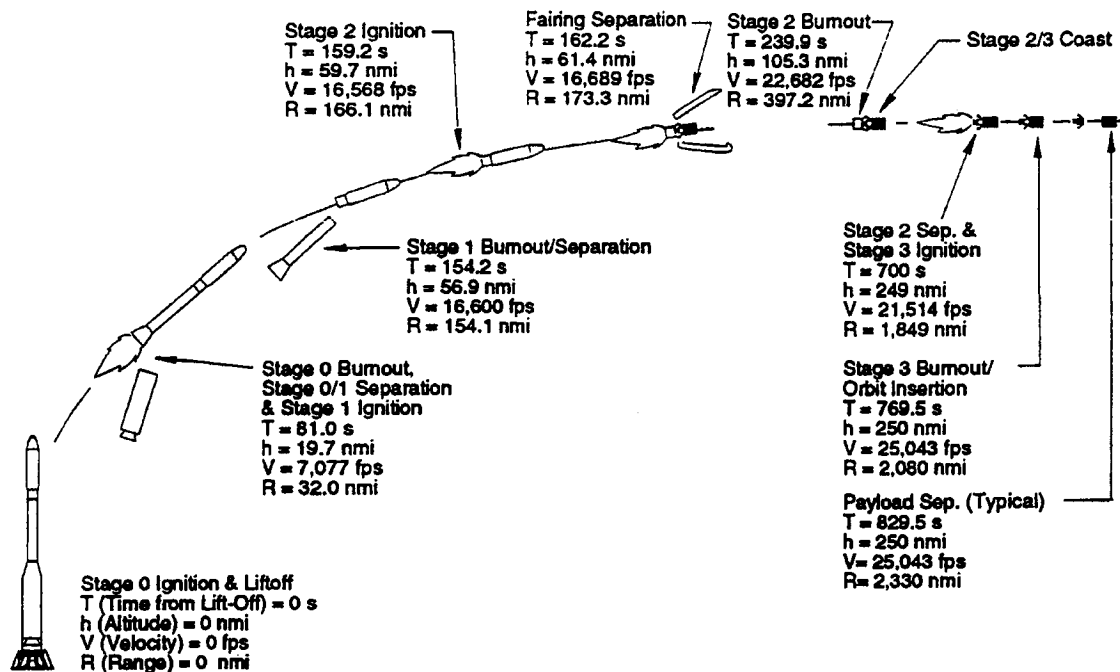 Stage 2 Ignition
T = 159.2 s
h = 59.7 nmi
V = 16,568 fps
R = 166.1 nmi
Fairing Separation
T = 162.2 s
h = 61.4 nmi
V = 16,689 fps
R = 173.3 nmi
Stage 2 Burnout
T = 239.9 s
h = 105.3 nmi
V = 22,682 fps
R = 397.2 nmi
Stage 2/3 Coast
Stage 1 Burnout/Separation
T = 154.2 s
h = 56.9 nmi
V = 16,600 fps
R = 154.1 nmi
Stage 2 Sep. &
Stage 3 Ignition
T = 700 s
h = 249 nmi
V = 21,514 fps
R = 1,849 nmi
Stage 0 Burnout,
Stage 0/1 Separation
& Stage 1 Ignition
T = 81.0 s
h = 19.7 nmi
V = 7,077 fps
R = 32.0 nmi
Stage 3 Burnout/
Orbit Insertion
T = 769.5 s
h = 250 nmi
V = 25,043 fps
R = 2,080 nmi
Payload Sep. (Typical)
T = 829.5 s
h = 250 nmi
V= 25,043 fps
R= 2,330 nmi
Stage 0 Ignition & Liftoff
T (Time from Lift-Off) = 0 s
h (Altitude) = 0 nmi
V (Velocity) = 0 fps
R (Range) = 0 nmi